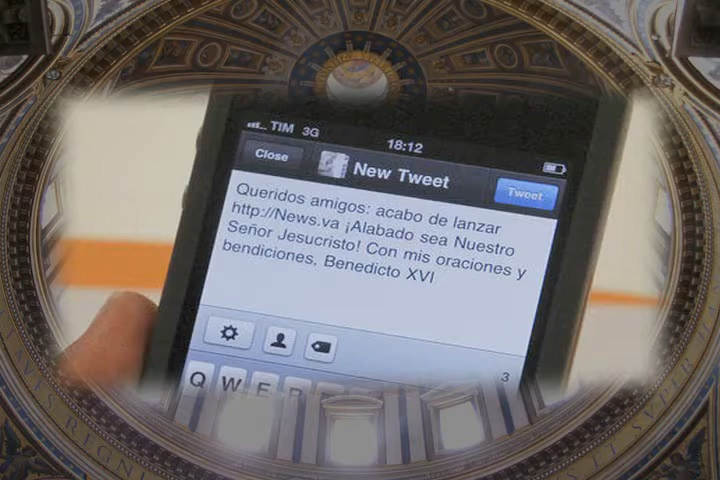 TIM 3G 18:12
Close New Tweet Tweet
Queridos amigos: acabo de lanzar
http://News.va ¡Alabado sea Nuestro
Señor Jesucristo! Con mis oraciones y
bendiciones, Benedicto XVI
3
Q W E R